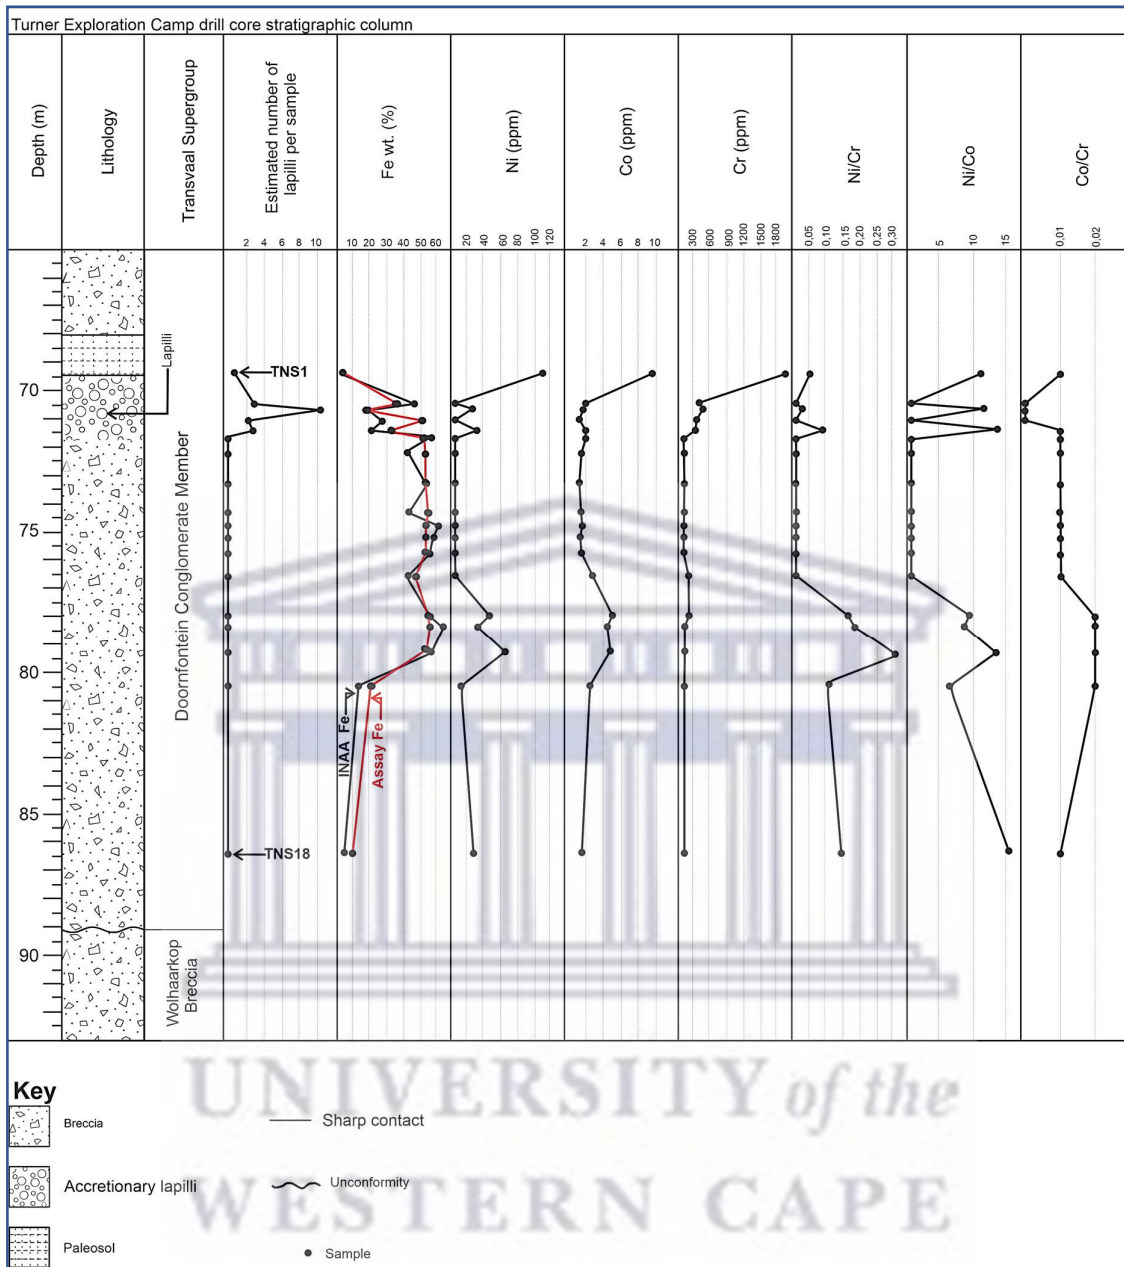 Turner Exploration Camp drill core stratigraphic column
Depth (m)
Lithology
Transvaal Supergroup
Estimated number of
lapilli per sample
Fe wt. (%)
Ni (ppm)
Co (ppm)
Cr (ppm)
Ni/Cr
Ni/Co
Co/Cr
2 4 6 8 10
10 20 30 40 50 60
20 40 60 80 100 120
2 4 6 8 10
300 600 900 1200 1500 1800
0,05 0,10 0,15 0,20 0,25 0,30
5 10 15
0,01 0,02
Lapilli
TNS1
70
75
Doornfontein Conglomerate Member
80
INAA Fe
Assay Fe
85
TNS18
90
Wolhaarkop
Breccia
UNIVERSITY of the
WESTERN CAPE
Key
Breccia
Sharp contact
Accretionary lapilli
Unconformity
Paleosol
Sample